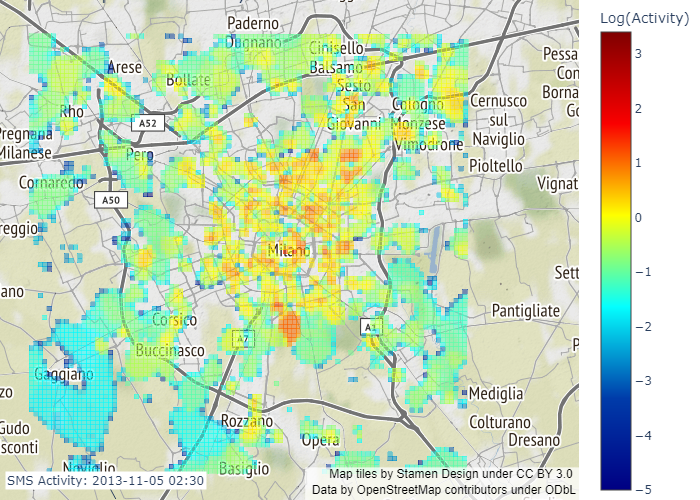 Log(Activity)
3
2
1
0
−1
−2
−3
−4
−5
Paderno
Dugnano
Cinisello
Balsamo
Arese
Bollate
Sesto
San
Giovanni
Cologno
Monzese
Rho
A52
Cernusco
sul
Naviglio
Pessa
Con
Borna
Go
Pregnana
Milanese
Pero
Vimodrone
Pioltello
Cornaredo
A50
Vignat
reggio
Milano
Sett
ano
Pantigliate
Corsico
A7
A1
Buccinasco
P
Gaggiano
zo
Mediglia
Rozzano
Colturano
Dresano
Gudo
sconti
Opera
Noviglio
Basiglio
SMS Activity: 2013-11-05 02:30
Map tiles by Stamen Design under CC BY 3.0
Data by OpenStreetMap contributors under ODbL